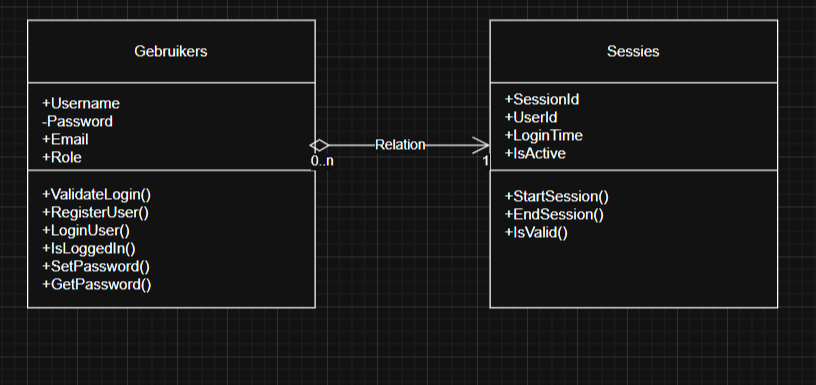 Gebruikers
+Username
-Password
+Email
+Role
+ValidateLogin()
+RegisterUser()
+LoginUser()
+IsLoggedIn()
+SetPassword()
+GetPassword()
Relation
0..n
1
Sessies
+SessionId
+UserId
+LoginTime
+IsActive
+StartSession()
+EndSession()
+IsValid()